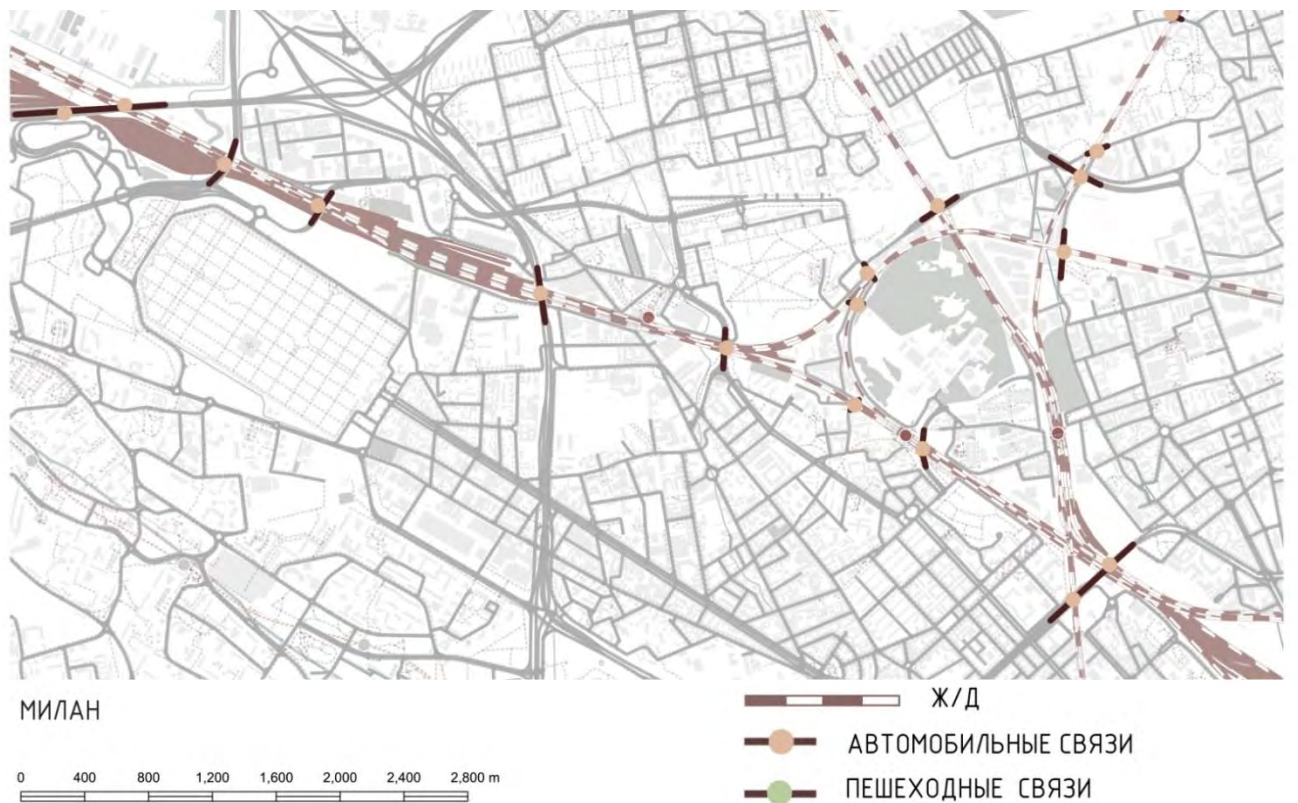 МИЛАН
0 400 800 1,200 1,600 2,000 2,400 2,800 m
Ж/Д
АВТОМОБИЛЬНЫЕ СВЯЗИ
ПЕШЕХОДНЫЕ СВЯЗИ